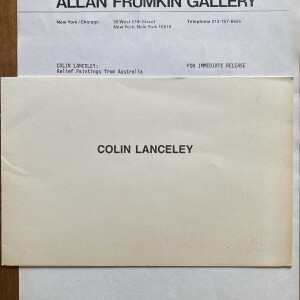 ALLAN FRUMKIN GALLERY
New York/Chicago 50 West 57th Street Telephone 212-757-6655
New York, New York 10019
COLIN LANCELEY: FOR IMMEDIATE RELEASE
Relief Paintings from Australia
COLIN LANCELEY